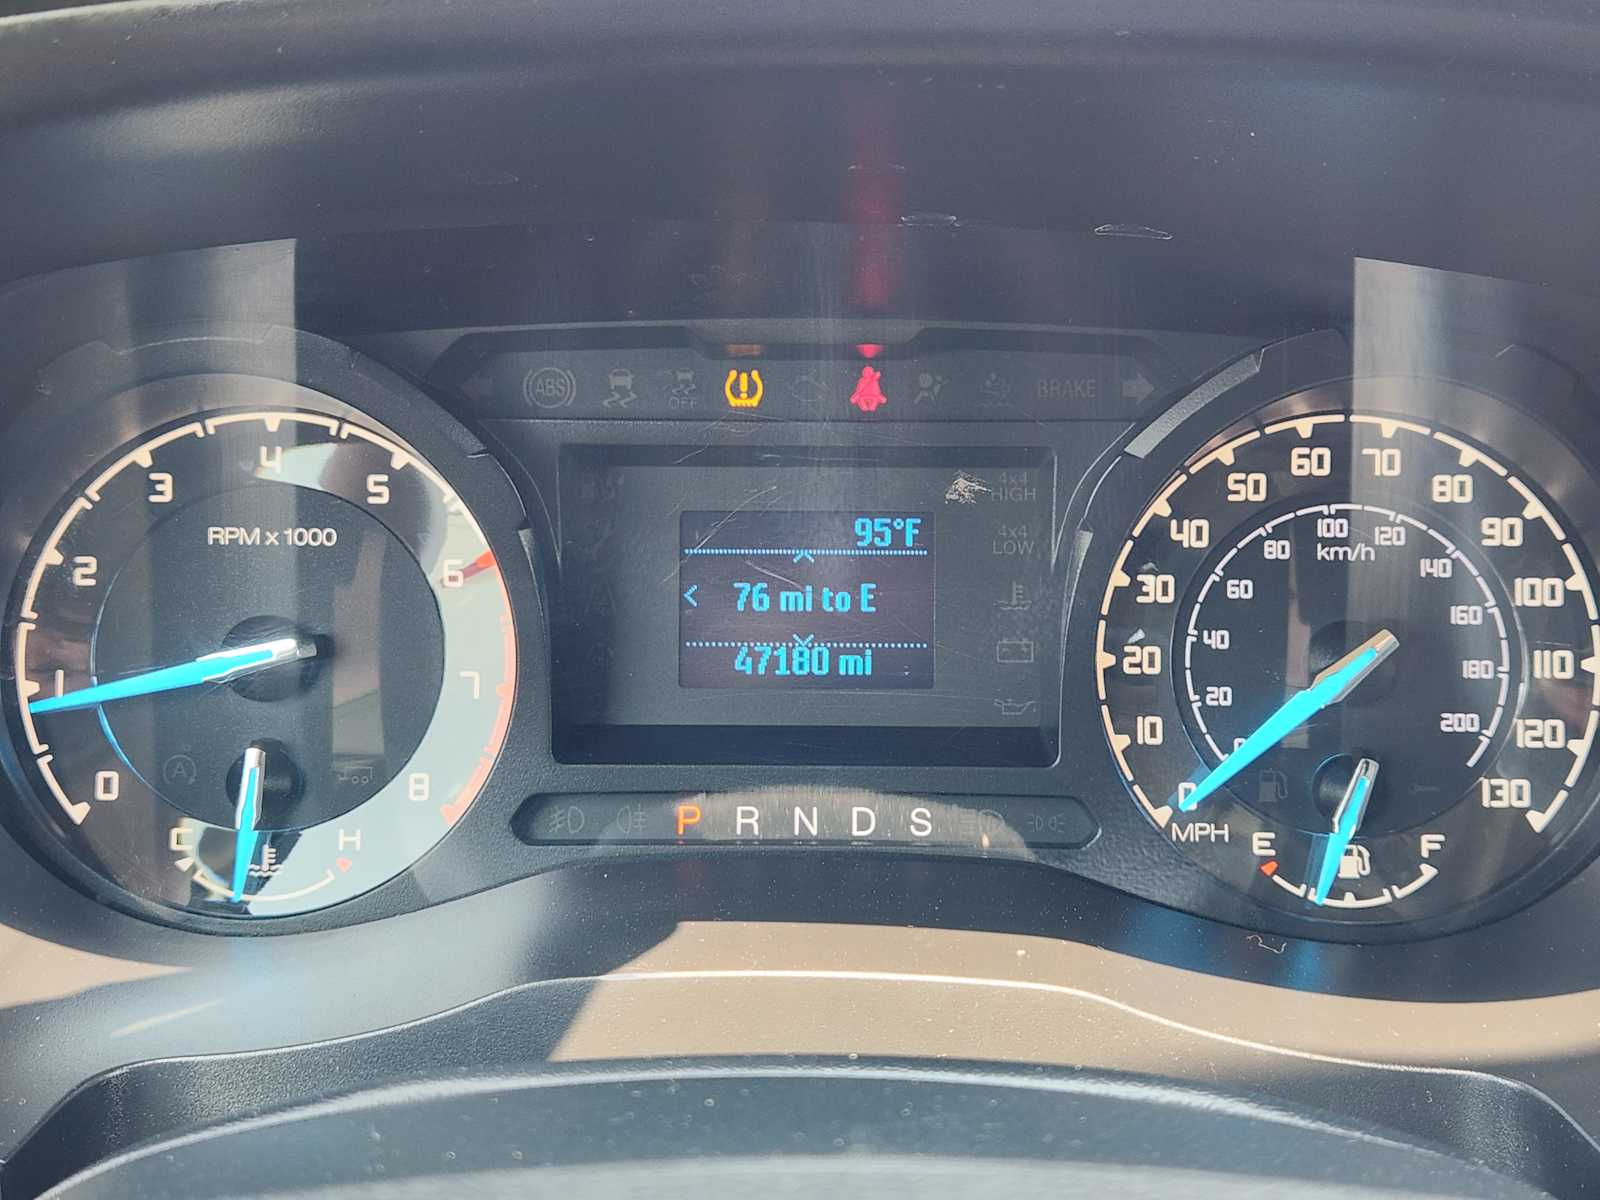 ABS
OFF
BRAKE
4x4
HIGH
4x4
LOW
95°F
< 76 mi to E
47180 mi
RPM x 1000
0
1
2
3
4
5
6
7
8
C
H
A
P R N D S
0
10
20
30
40
50
60
70
80
90
100
110
120
130
MPH
0
20
40
60
80
100
120
140
160
180
200
km/h
E
F